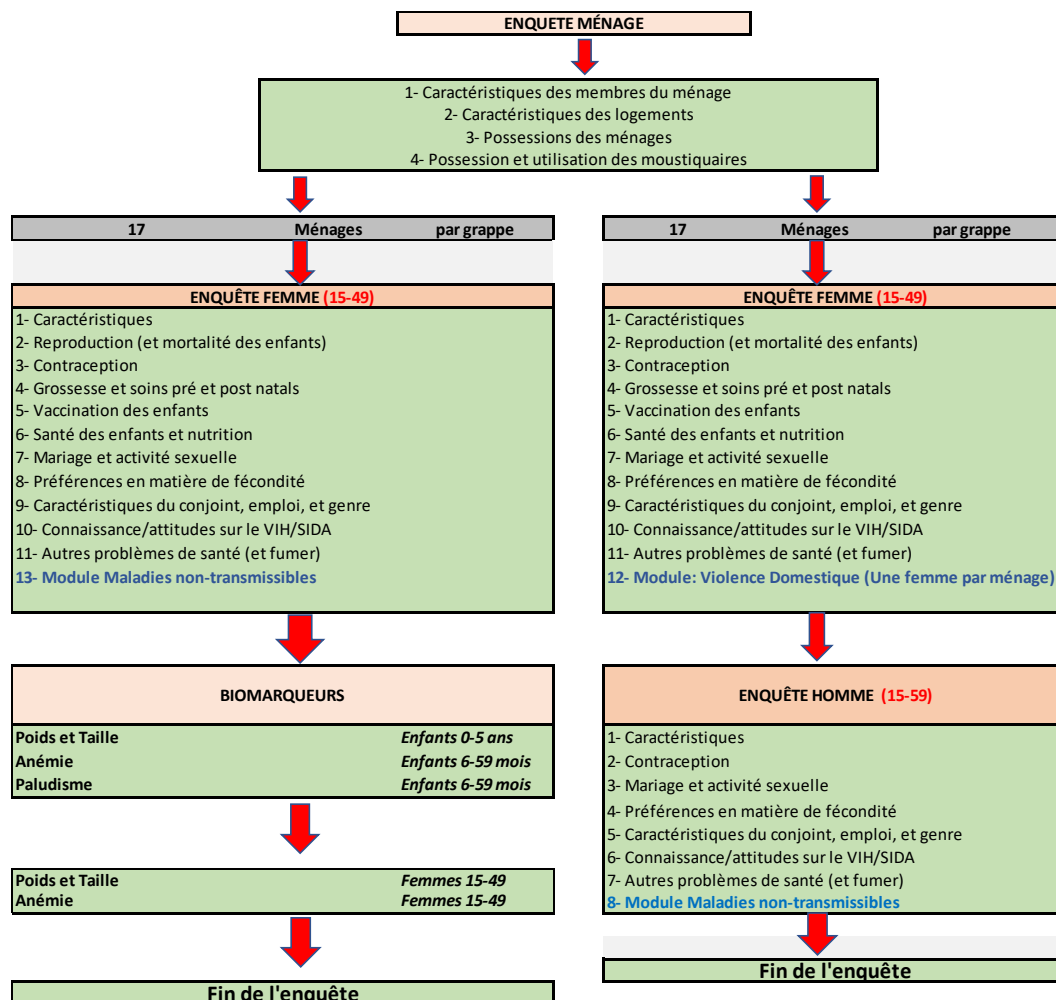 ENQUETE MÉNAGE
1- Caractéristiques des membres du ménage
2- Caractéristiques des logements
3- Possessions des ménages
4- Possession et utilisation des moustiquaires
17 Ménages par grappe
ENQUÊTE FEMME (15-49)
1- Caractéristiques
2- Reproduction (et mortalité des enfants)
3- Contraception
4- Grossesse et soins pré et post natals
5- Vaccination des enfants
6- Santé des enfants et nutrition
7- Mariage et activité sexuelle
8- Préférences en matière de fécondité
9- Caractéristiques du conjoint, emploi, et genre
10- Connaissance/attitudes sur le VIH/SIDA
11- Autres problèmes de santé (et fumer)
13- Module Maladies non-transmissibles
BIOMARQUEURS
Poids et Taille Enfants 0-5 ans
Anémie Enfants 6-59 mois
Paludisme Enfants 6-59 mois
Poids et Taille Femmes 15-49
Anémie Femmes 15-49
Fin de l'enquête
17 Ménages par grappe
ENQUÊTE FEMME (15-49)
1- Caractéristiques
2- Reproduction (et mortalité des enfants)
3- Contraception
4- Grossesse et soins pré et post natals
5- Vaccination des enfants
6- Santé des enfants et nutrition
7- Mariage et activité sexuelle
8- Préférences en matière de fécondité
9- Caractéristiques du conjoint, emploi, et genre
10- Connaissance/attitudes sur le VIH/SIDA
11- Autres problèmes de santé (et fumer)
12- Module: Violence Domestique (Une femme par ménage)
ENQUÊTE HOMME (15-59)
1- Caractéristiques
2- Contraception
3- Mariage et activité sexuelle
4- Préférences en matière de fécondité
5- Caractéristiques du conjoint, emploi, et genre
6- Connaissance/attitudes sur le VIH/SIDA
7- Autres problèmes de santé (et fumer)
8- Module Maladies non-transmissibles
Fin de l'enquête